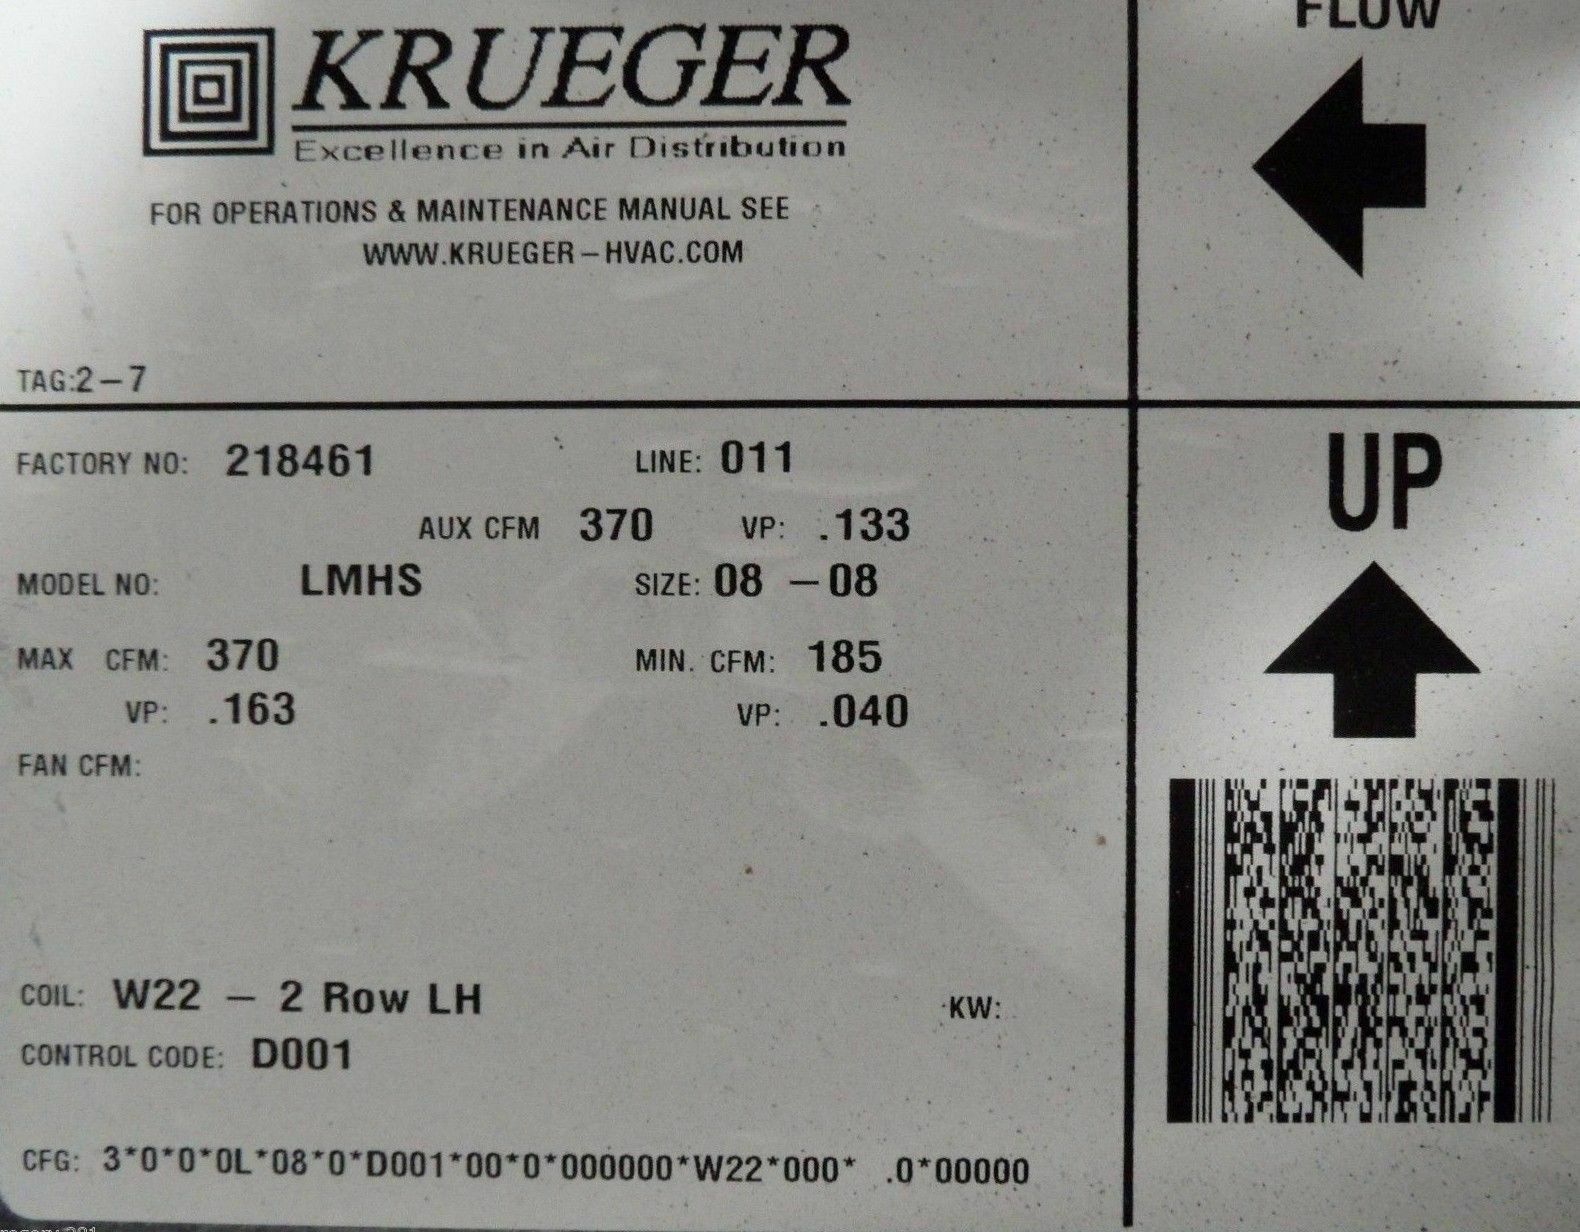 KRUEGER
Excellence in Air Distribution
FOR OPERATIONS & MAINTENANCE MANUAL SEE
WWW.KRUEGER-HVAC.COM
TAG:2-7
FLOW
FACTORY NO: 218461 LINE: 011
AUX CFM 370 VP: .133
MODEL NO: LMHS SIZE: 08 -08
MAX CFM: 370 MIN. CFM: 185
VP: .163 VP: .040
FAN CFM:
COIL: W22 - 2 Row LH KW:
CONTROL CODE: D001
CFG: 3*0*0*0L*08*0*D001*00*0*000000*W22*000* .0*00000
UP